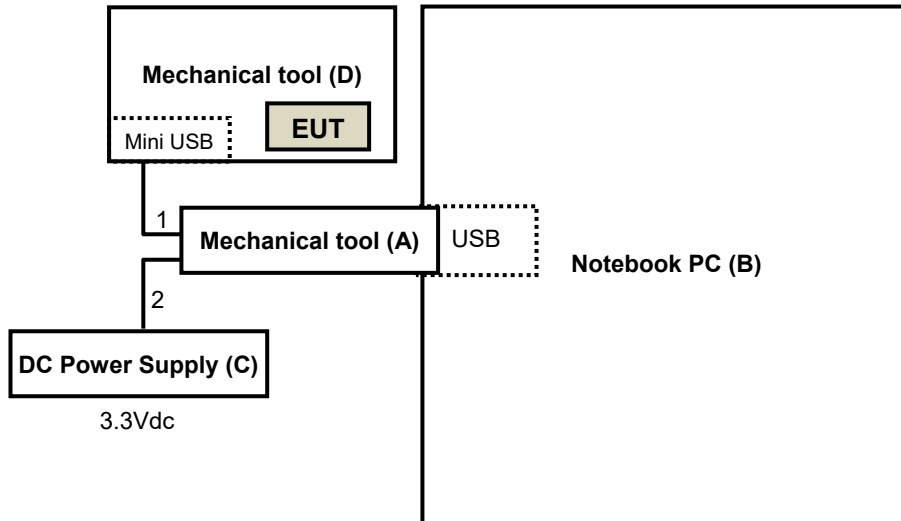 Mechanical tool (D)
EUT
Mini USB
1
Mechanical tool (A)
USB
Notebook PC (B)
2
DC Power Supply (C)
3.3Vdc